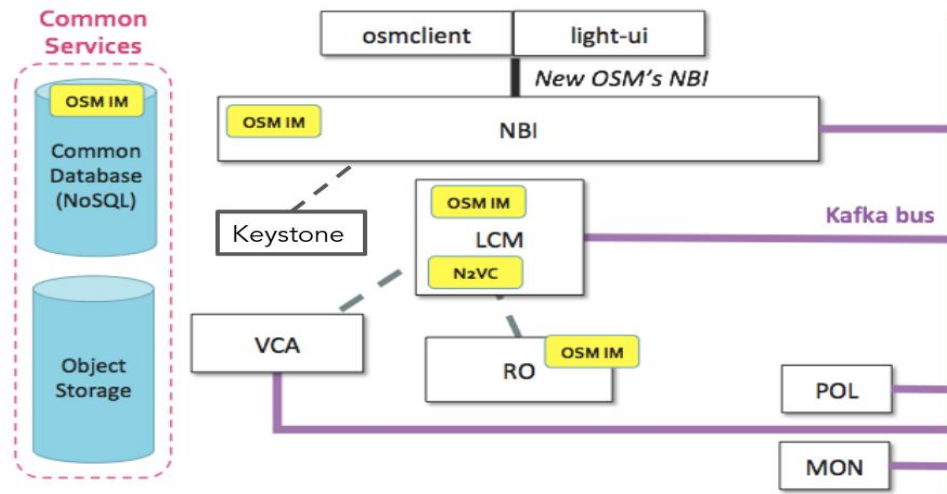 Common
Services
OSM IM
Common
Database
(NoSQL)
Object
Storage
osmclient
light-ui
New OSM's NBI
OSM IM
NBI
Keystone
OSM IM
LCM
N2VC
Kafka bus
VCA
OSM IM
RO
POL
MON